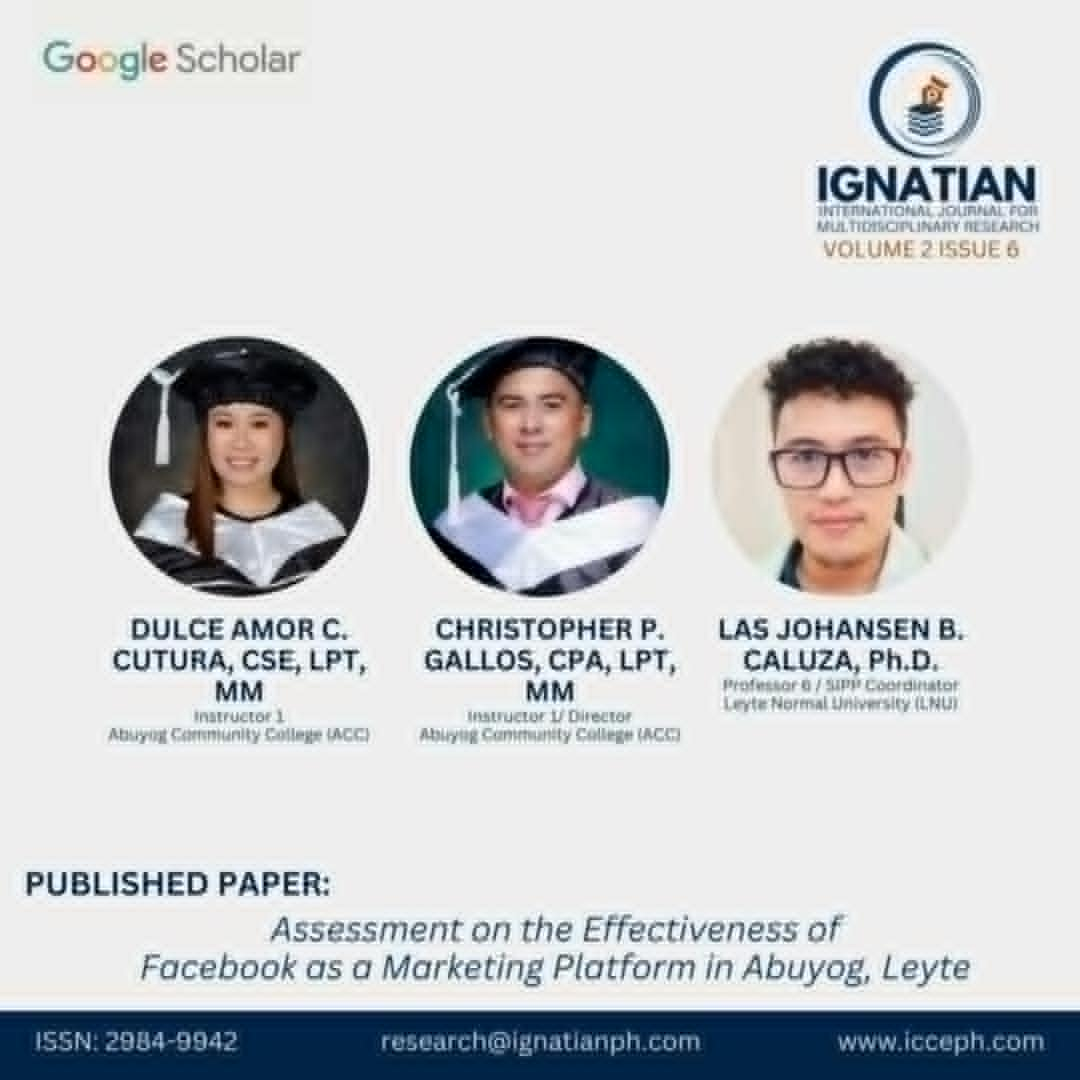 Google Scholar
IGNATIAN
INTERNATIONAL JOURNAL FOR
MULTIDISCIPLINARY RESEARCH
VOLUME 2 ISSUE 6
DULCE AMOR C.
CUTURA, CSE, LPT,
MM
Instructor 1
Abuyog Community College (ACC)
CHRISTOPHER P.
GALLOS, CPA, LPT,
MM
Instructor 1/ Director
Abuyog Community College (ACC)
LAS JOHANSEN B.
CALUZA, Ph.D.
Professor 6 / SIPP Coordinator
Leyte Normal University (LNU)
PUBLISHED PAPER:
Assessment on the Effectiveness of
Facebook as a Marketing Platform in Abuyog, Leyte
ISSN: 2984-9942
research@ignatianph.com
www.icceph.com